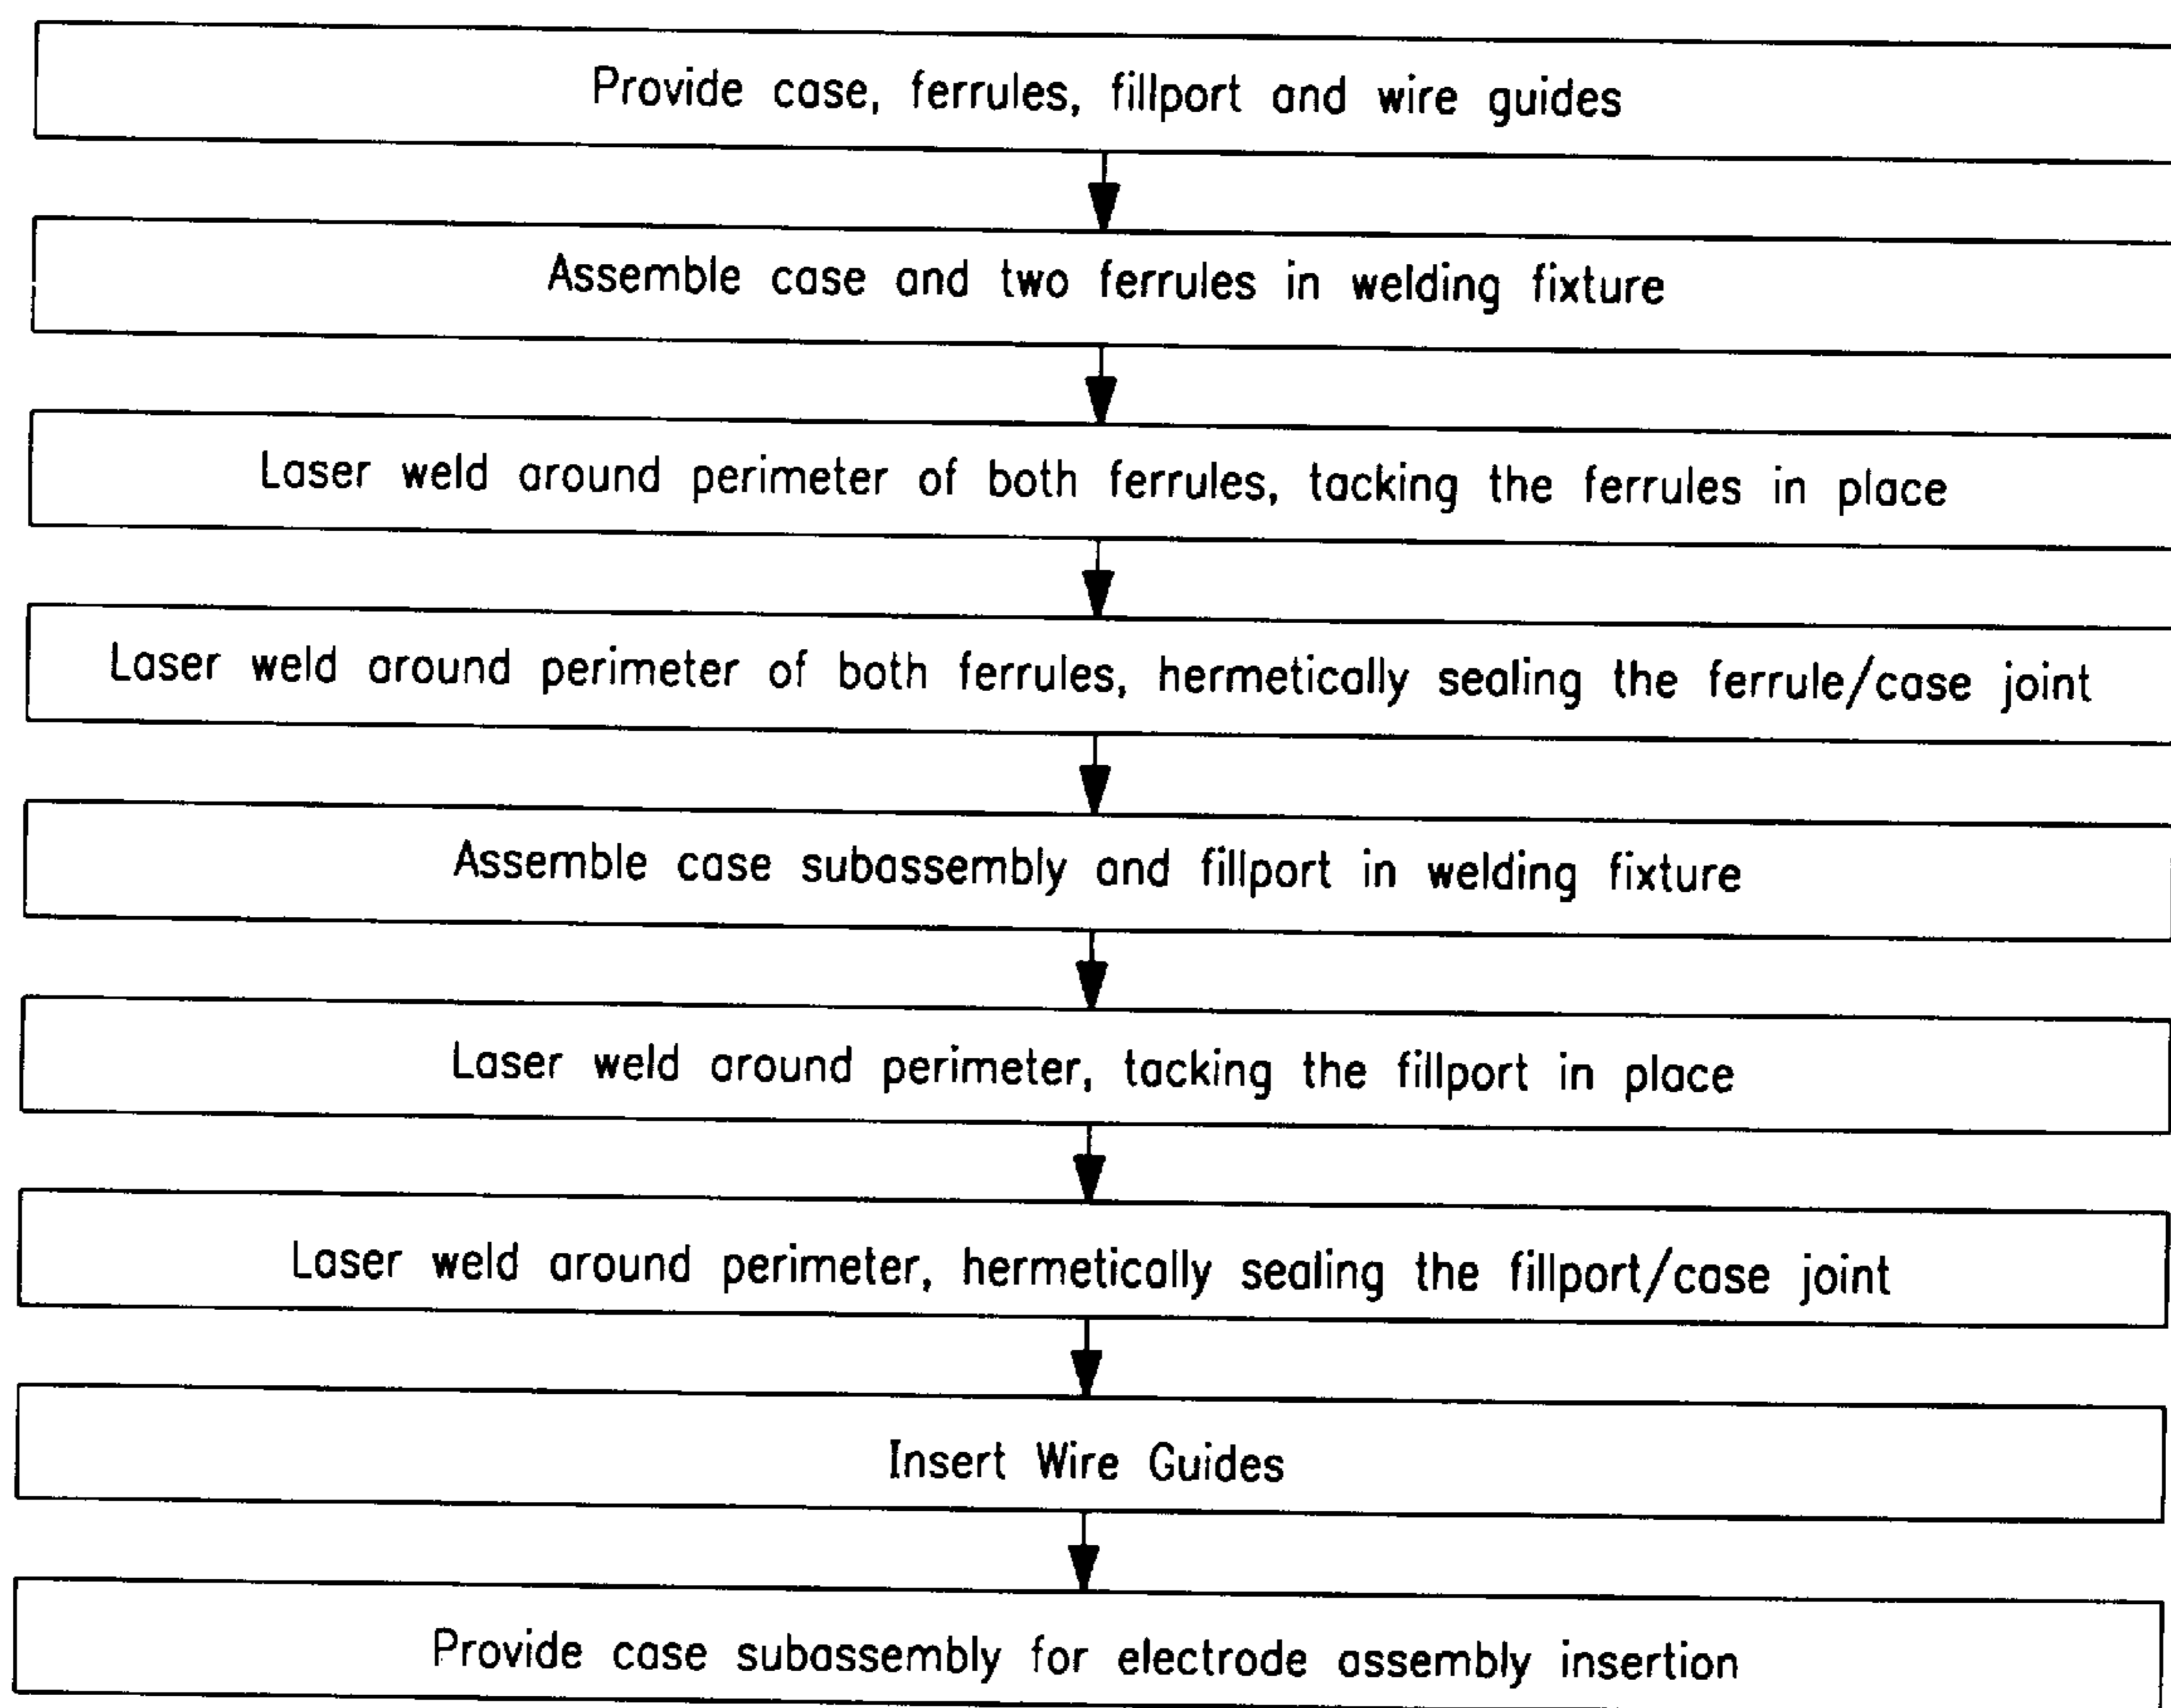 Provide case, ferrules, fillport and wire guides
Assemble case and two ferrules in welding fixture
Laser weld around perimeter of both ferrules, tacking the ferrules in place
Laser weld around perimeter of both ferrules, hermetically sealing the ferrule/case joint
Assemble case subassembly and fillport in welding fixture
Laser weld around perimeter, tacking the fillport in place
Laser weld around perimeter, hermetically sealing the fillport/case joint
Insert Wire Guides
Provide case subassembly for electrode assembly insertion